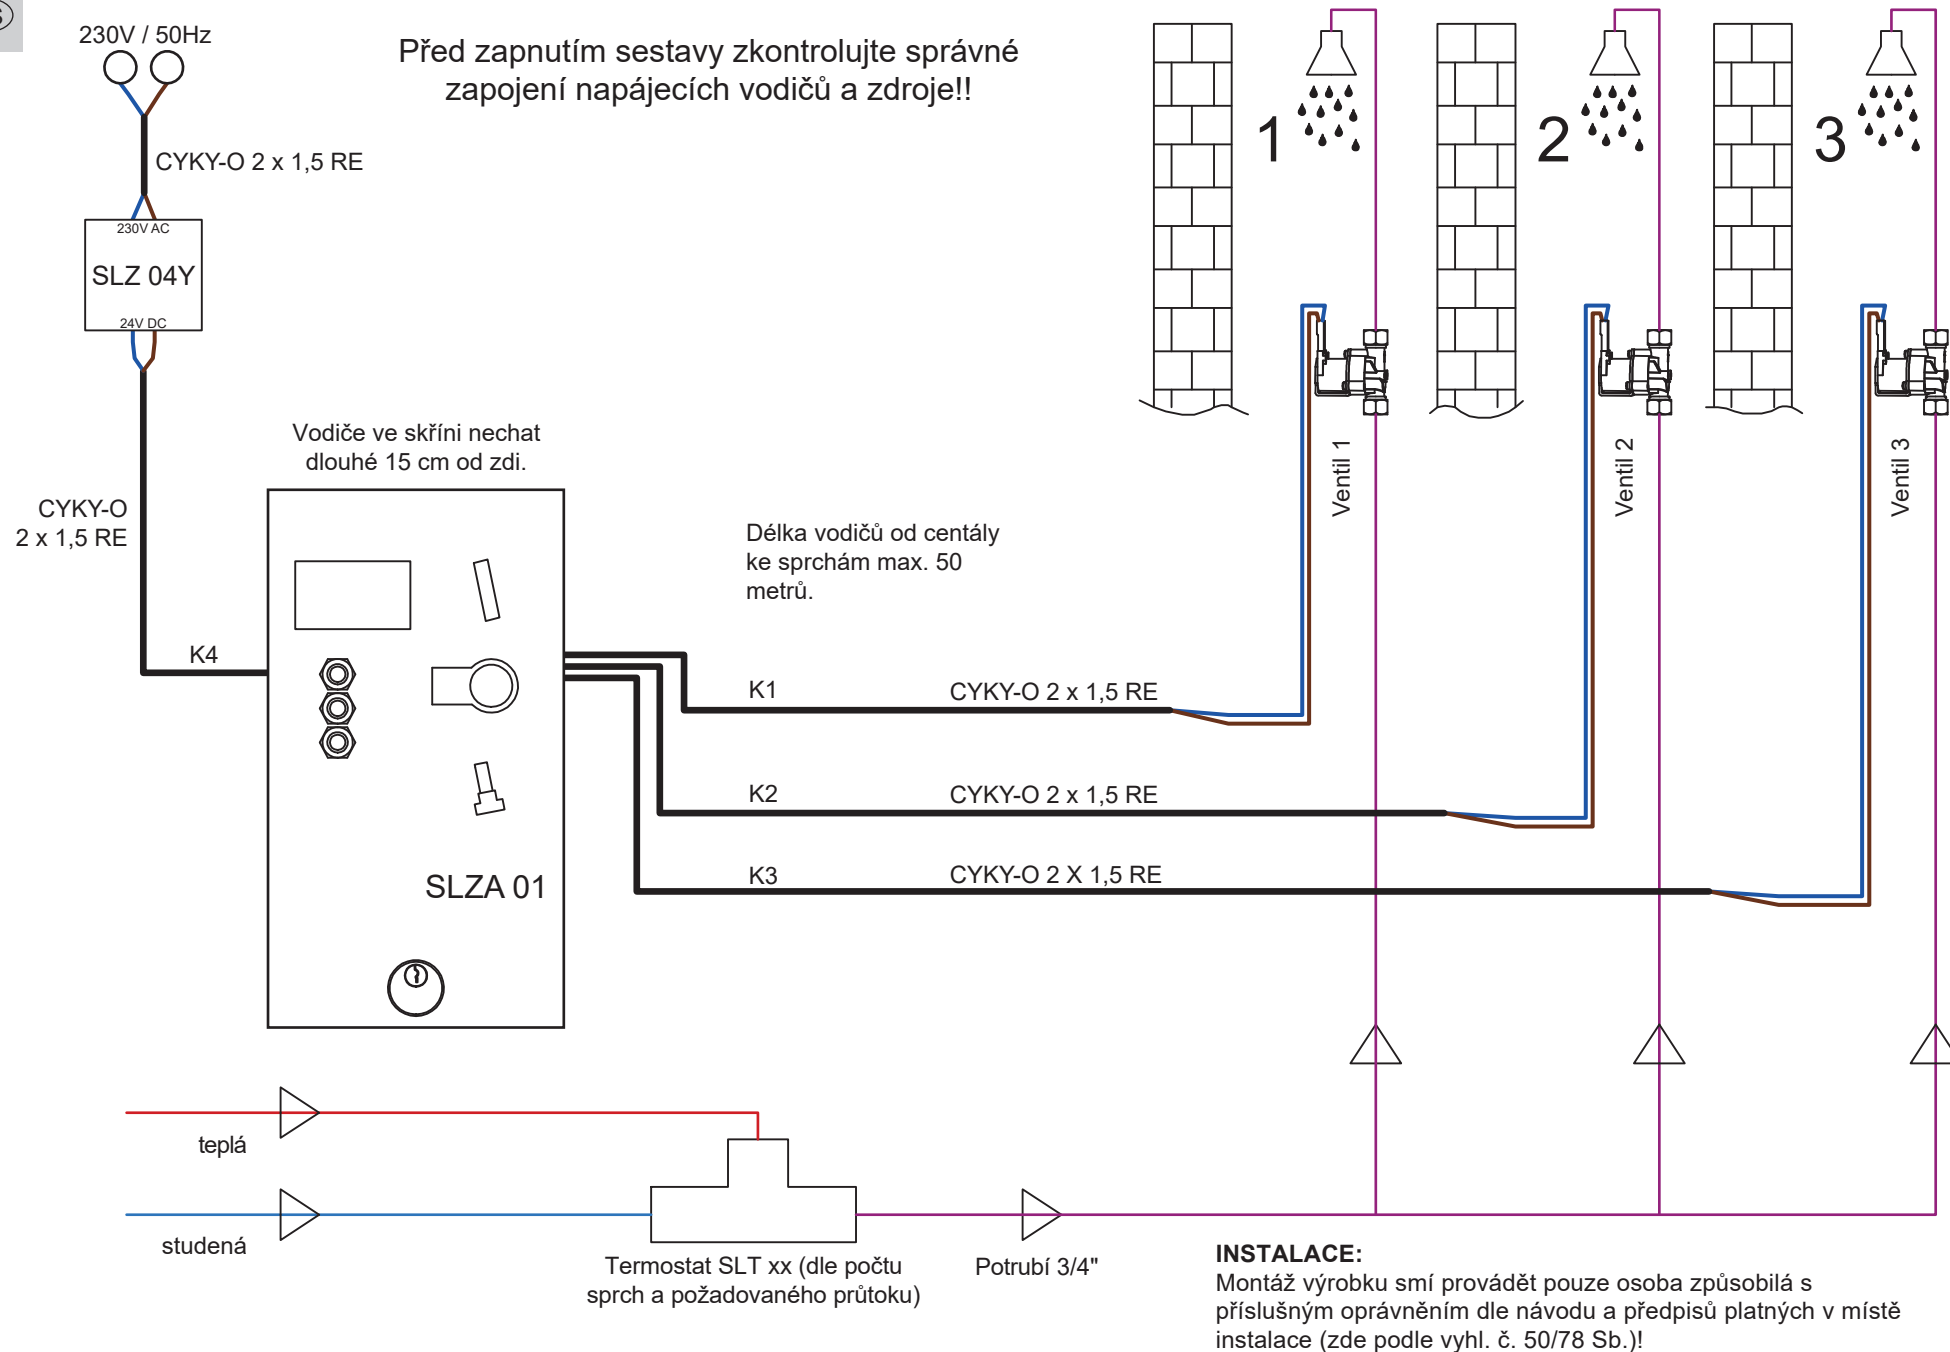 230V / 50Hz
Před zapnutím sestavy zkontrolujte správné
zapojení napájecích vodičů a zdroje!!
CYKY-O 2 x 1,5 RE
230V AC
SLZ 04Y
24V DC
1
2
3
Vodiče ve skříni nechat
dlouhé 15 cm od zdi.
CYKY-O
2 x 1,5 RE
Ventil 1
Ventil 2
Ventil 3
Délka vodičů od centály
ke sprchám max. 50
metrů.
K4
K1
CYKY-O 2 x 1,5 RE
K2
CYKY-O 2 x 1,5 RE
K3
CYKY-O 2 X 1,5 RE
SLZA 01
teplá
studená
Termostat SLT xx (dle počtu
sprch a požadovaného průtoku)
Potrubí 3/4"
INSTALACE:
Montáž výrobku smí provádět pouze osoba způsobilá s
příslušným oprávněním dle návodu a předpisů platných v místě
instalace (zde podle vyhl. č. 50/78 Sb.)!